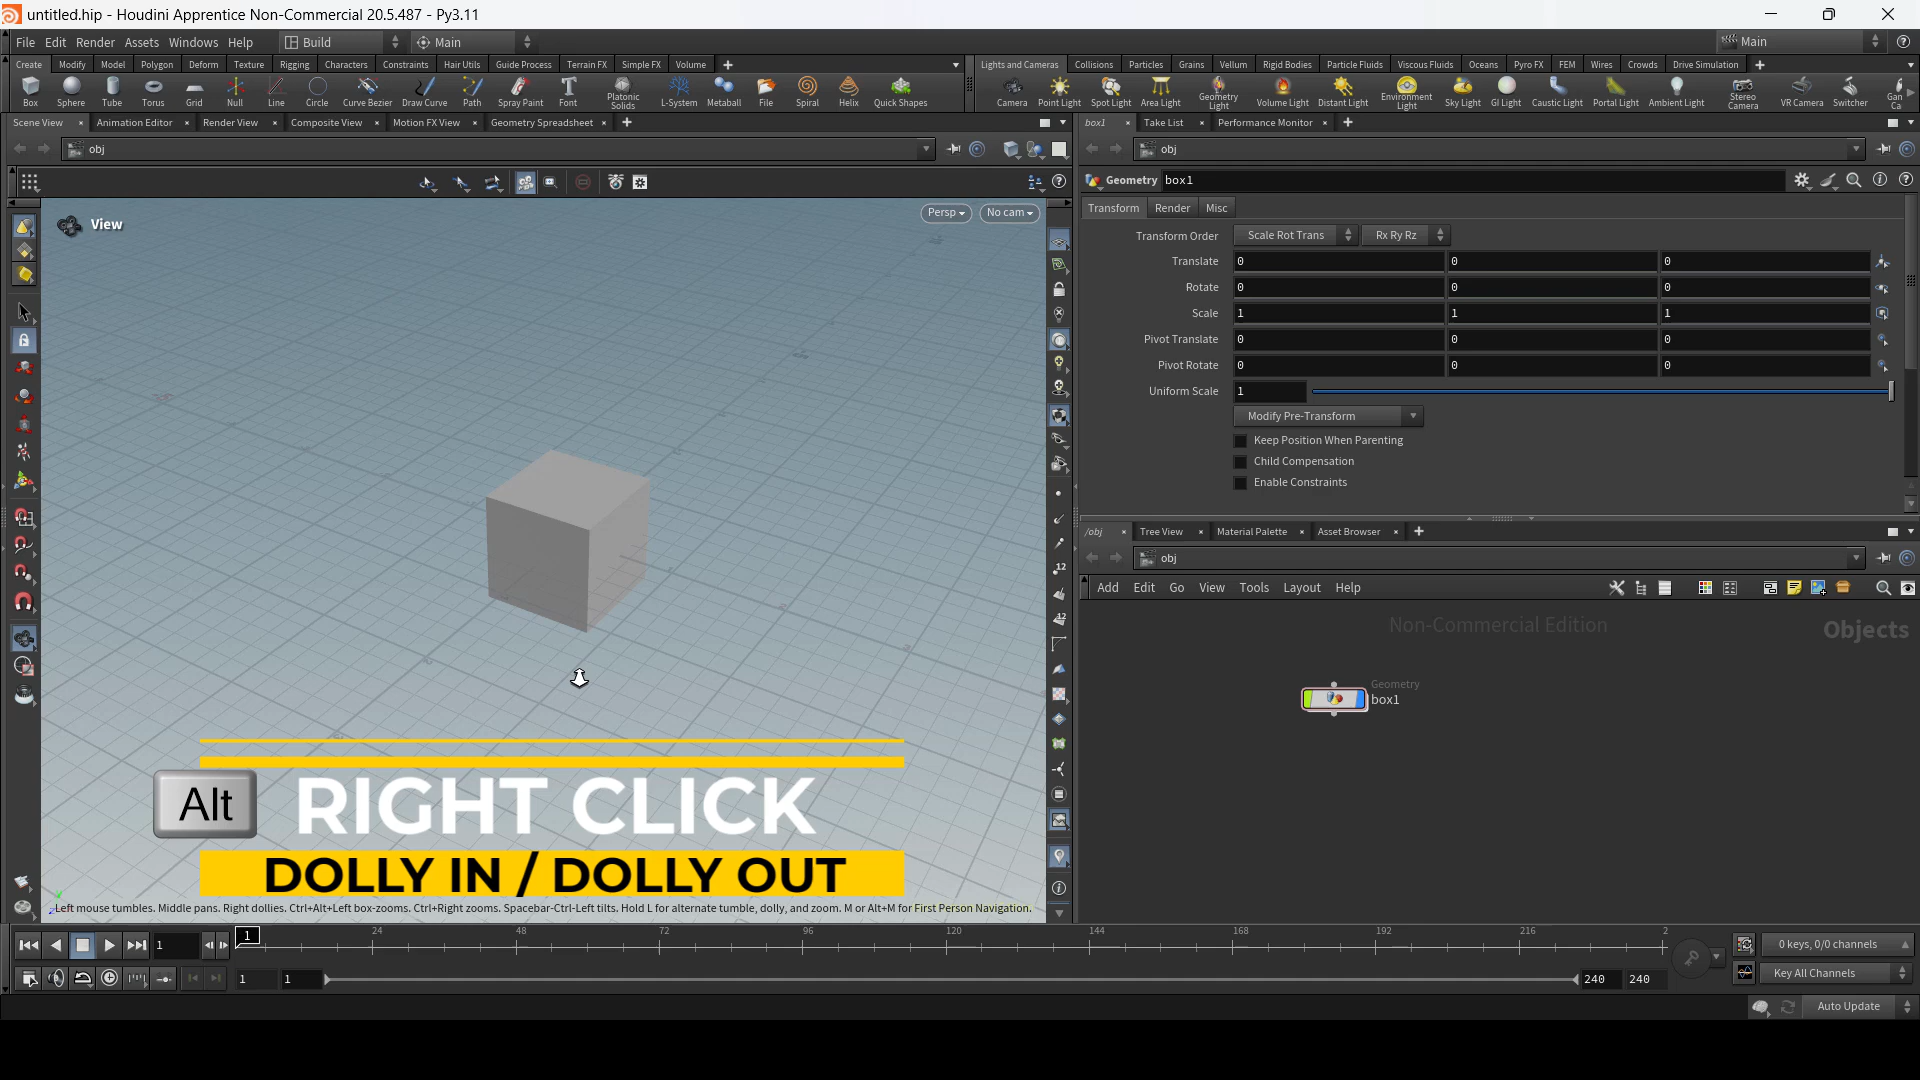 untitled.hip - Houdini Apprentice Non-Commercial 20.5.487 - Py3.11
File Edit Render Assets Windows Help Build Main Main
Create Modify Model Polygon Deform Texture Rigging Characters Constraints Hair Utils Guide Process Terrain FX Simple FX Volume
Lights and Cameras Collisions Particles Grains Vellum Rigid Bodies Particle Fluids Viscous Fluids Oceans Pyro FX FEM Wires Crowds Drive Simulation
Box Sphere Tube Torus Grid Null Line Circle Curve Bezier Draw Curve Path Spray Paint Font Platonic Solids L-System Metaball File Spiral Helix Quick Shapes
Camera Point Light Spot Light Area Light Geometry Light Volume Light Distant Light Environment Light Sky Light GI Light Caustic Light Portal Light Ambient Light Stereo Camera VR Camera Switcher Gan Ca
Scene View Animation Editor Render View Composite View Motion FX View Geometry Spreadsheet
box1 Take List Performance Monitor
obj
obj
View
Persp No cam
Geometry box1
Transform Render Misc
Transform Order Scale Rot Trans Rx Ry Rz
Translate 0 0 0
Rotate 0 0 0
Scale 1 1 1
Pivot Translate 0 0 0
Pivot Rotate 0 0 0
Uniform Scale 1
Modify Pre-Transform
Keep Position When Parenting
Child Compensation
Enable Constraints
/obj Tree View Material Palette Asset Browser
obj
Add Edit Go View Tools Layout Help
Non-Commercial Edition
Objects
Geometry
box1
12
12
Alt RIGHT CLICK
DOLLY IN / DOLLY OUT
Left mouse tumbles. Middle pans. Right dollies. Ctrl+Alt+Left box-zooms. Ctrl+Right zooms. Spacebar-Ctrl-Left tilts. Hold L for alternate tumble, dolly, and zoom. M or Alt+M for First Person Navigation.
1 1 24 48 72 96 120 144 168 192 216 2
0 keys, 0/0 channels
1 1 240 240
Key All Channels
Auto Update